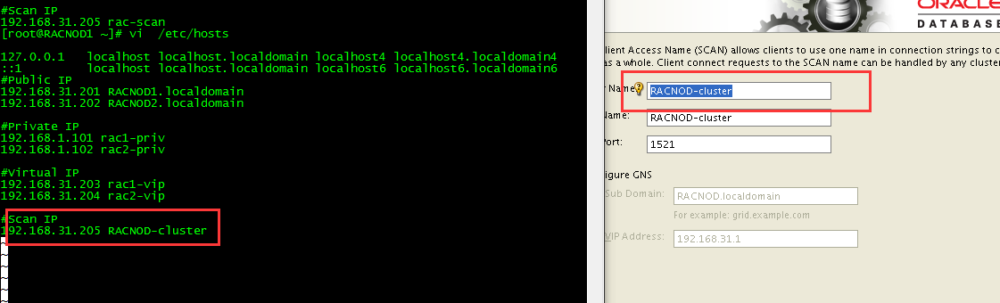 #Scan IP
192.168.31.205 rac-scan
[root@RACNOD1 ~]# vi  /etc/hosts
127.0.0.1   localhost localhost.localdomain localhost4 localhost4.localdomain4
::1         localhost localhost.localdomain localhost6 localhost6.localdomain6
#Public IP
192.168.31.201 RACNOD1.localdomain
192.168.31.202 RACNOD2.localdomain
#Private IP
192.168.1.101 rac1-priv
192.168.1.102 rac2-priv
#Virtual IP
192.168.31.203 rac1-vip
192.168.31.204 rac2-vip
#Scan IP
192.168.31.205 RACNOD-cluster
~
~
~
~
~
~
ORACLE
DATABASE
lient Access Name (SCAN) allows clients to use one name in connection strings to c
as a whole. Client connect requests to the SCAN name can be handled by any cluster
r Name: RACNOD-cluster
Name: RACNOD-cluster
Port: 1521
igure GNS
Sub Domain: RACNOD.localdomain
For example: grid.example.com
VIP Address: 192.168.31.1